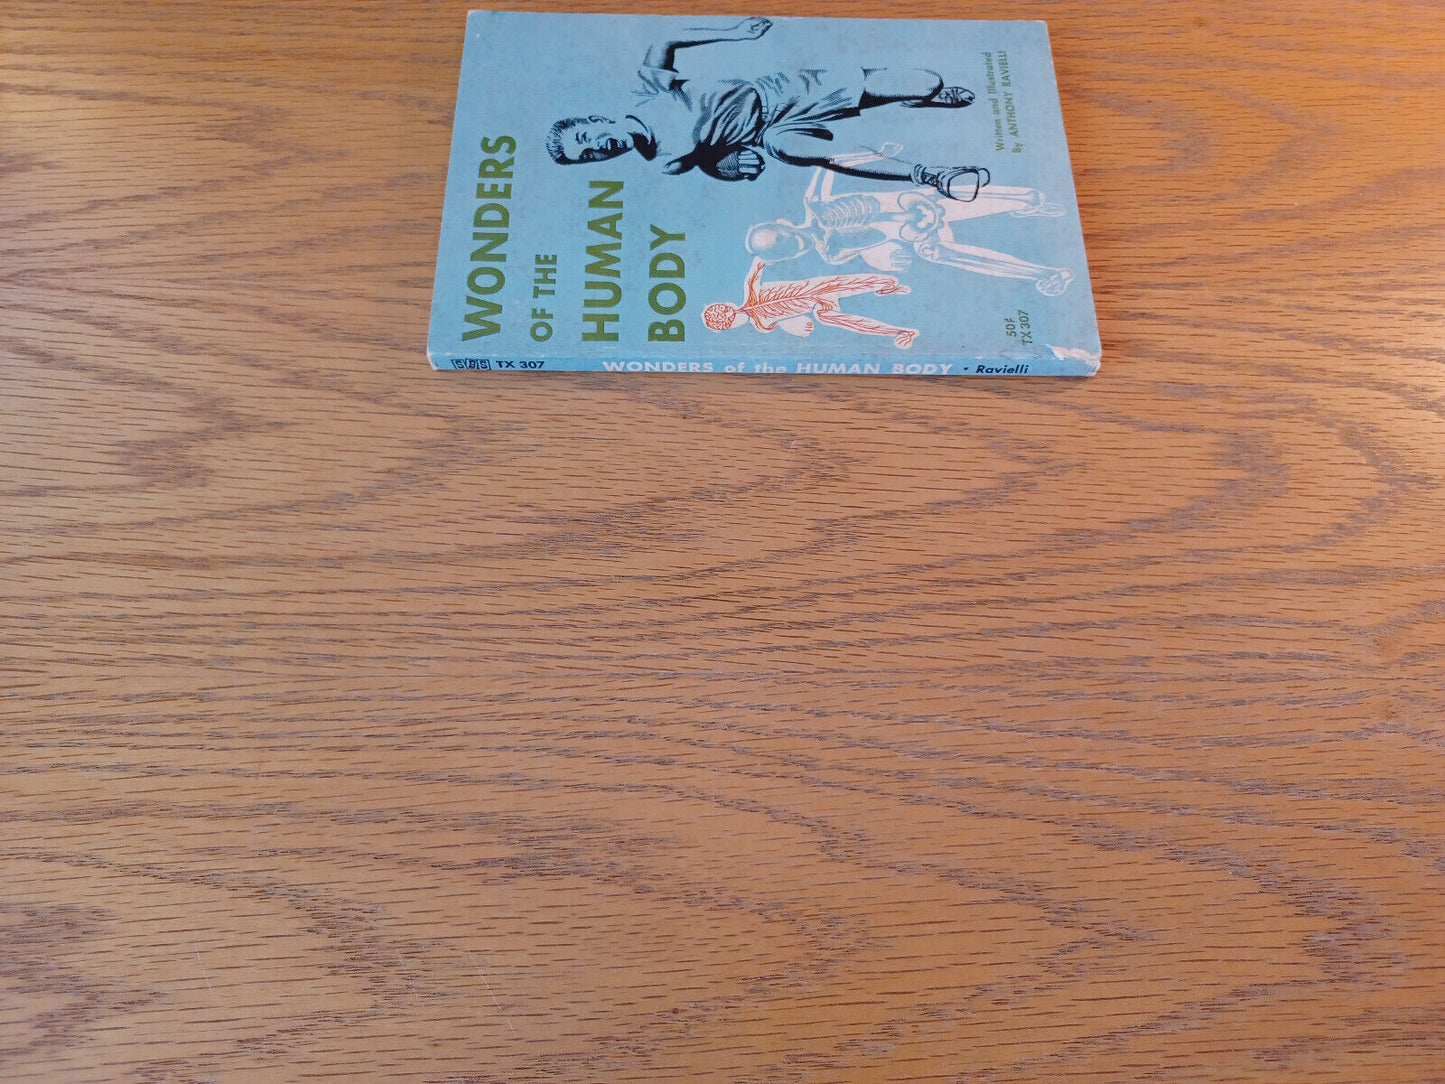 WONDERS
OF THE
HUMAN
BODY
Written and Illustrated
By ANTHONY RAVIELLI
50¢
TX 307
SBS TX 307 WONDERS of the HUMAN BODY • Ravielli